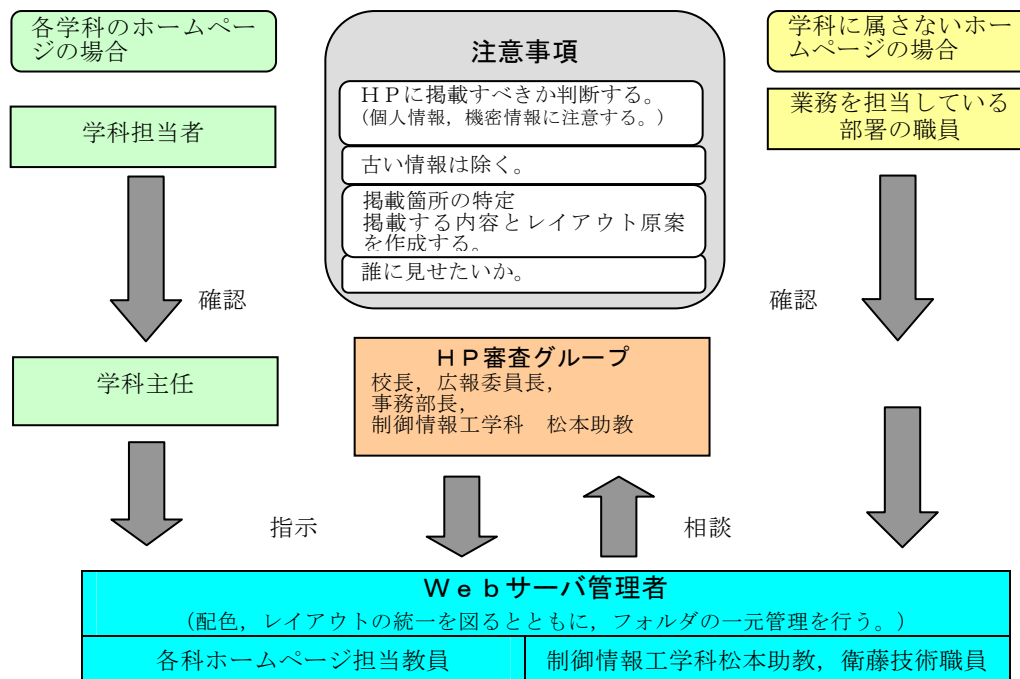 各学科のホームペー
ジの場合
学科担当者
確認
学科主任
注意事項
ＨＰに掲載すべきか判断する。
（個人情報，機密情報に注意する。）
古い情報は除く。
掲載箇所の特定
掲載する内容とレイアウト原案
を作成する。
誰に見せたいか。
学科に属さないホー
ムページの場合
業務を担当している
部署の職員
確認
ＨＰ審査グループ
校長，広報委員長，
事務部長，
制御情報工学科　松本助教
指示
相談
Ｗｅｂサーバ管理者
（配色，レイアウトの統一を図るとともに，フォルダの一元管理を行う。）
各科ホームページ担当教員
制御情報工学科松本助教，衛藤技術職員